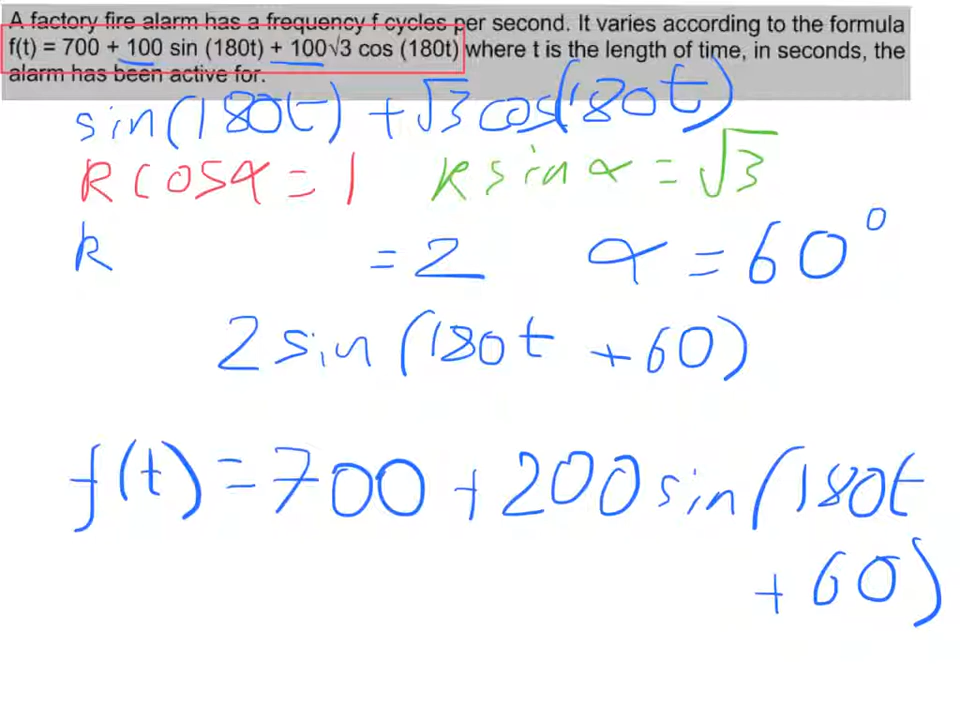 A factory fire alarm has a frequency f cycles per second. It varies according to the formula
f(t) = 700 + 100 sin (180t) + 100√3 cos (180t) where t is the length of time, in seconds, the
alarm has been active for.
sin(180t) + √3 cos(180t)
k cosα = 1 k sin α = √3
k = 2 α = 60°
2 sin (180t + 60)
f(t) = 700 + 200 sin(180t
+ 60)